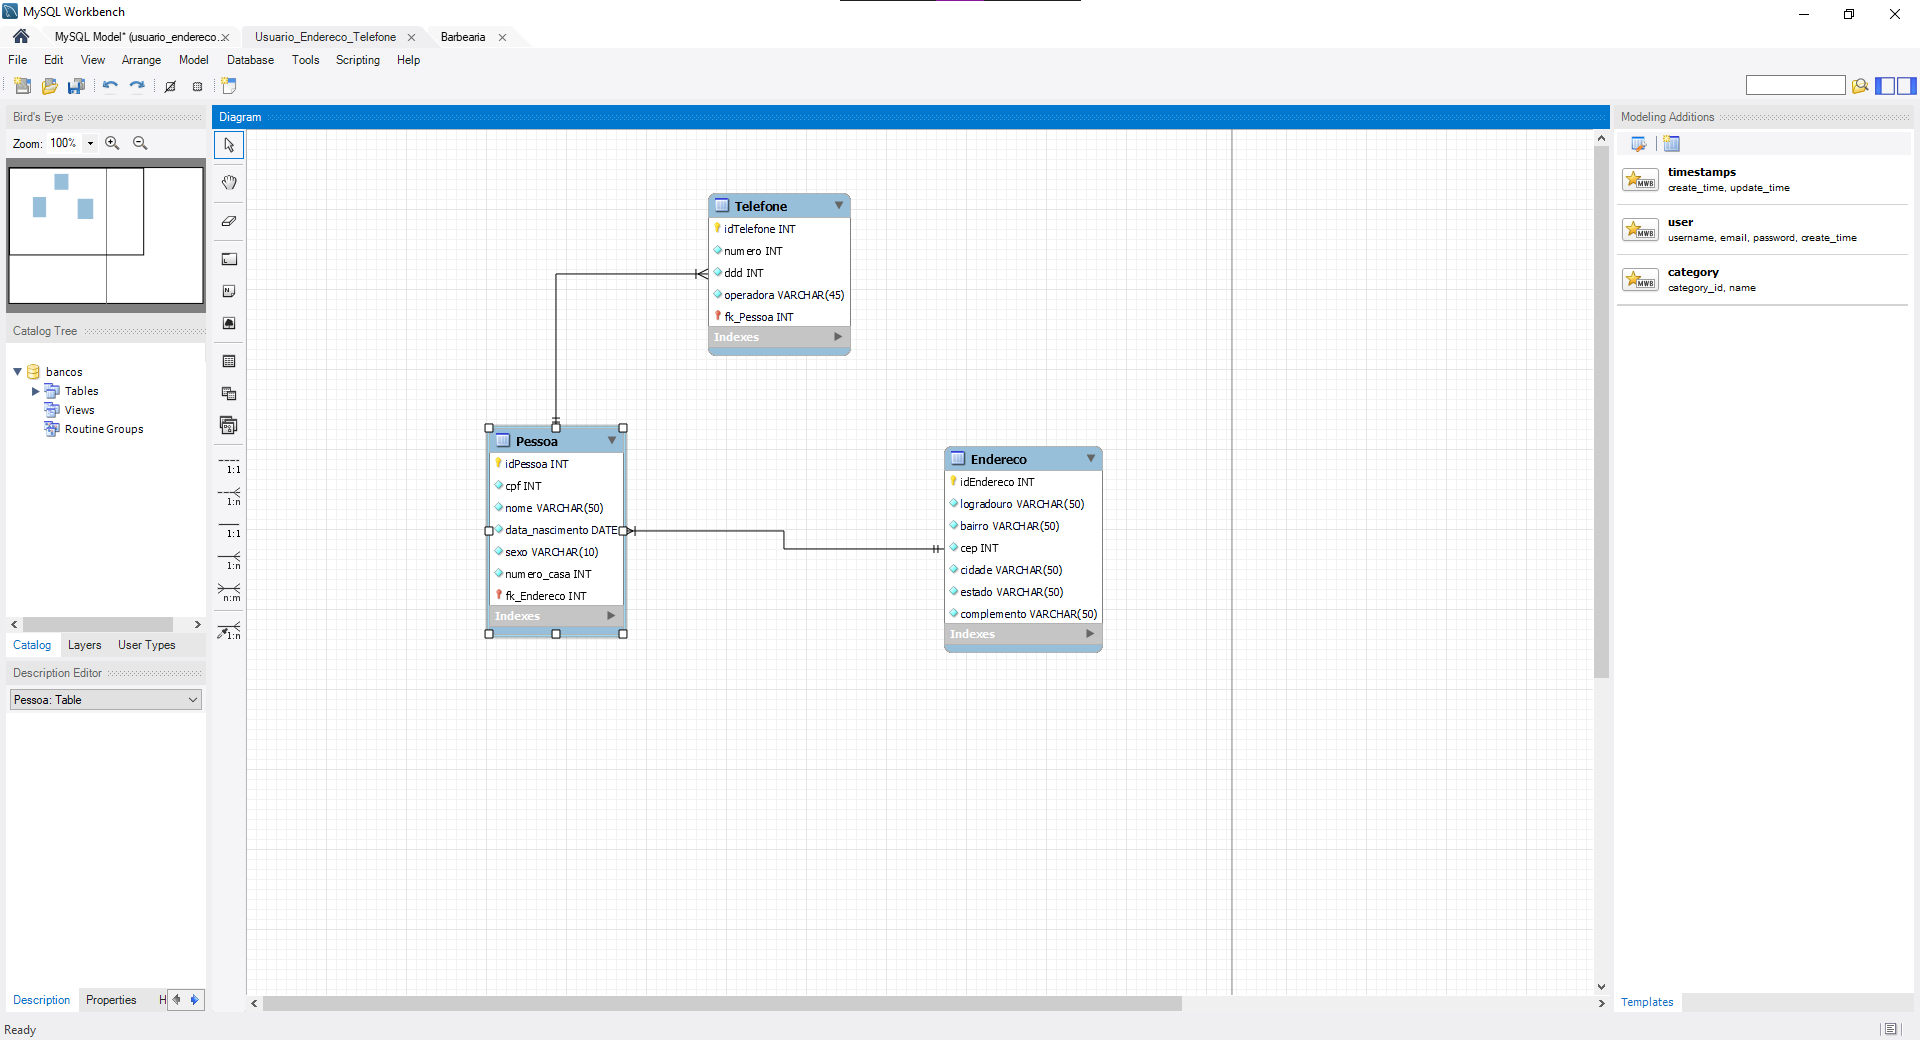 MySQL Workbench
MySQL Model* (usuario_endereco.
Usuario_Endereco_Telefone
Barbearia
File Edit View Arrange Model Database Tools Scripting Help
Bird's Eye
Zoom: 100%
Catalog Tree
bancos
Tables
Views
Routine Groups
Catalog Layers User Types
Description Editor
Pessoa: Table
Description Properties H
Ready
Diagram
1:1
1:n
1:1
1:n
n:m
1:n
Telefone
idTelefone INT
numero INT
ddd INT
operadora VARCHAR(45)
fk_Pessoa INT
Indexes
Pessoa
idPessoa INT
cpf INT
nome VARCHAR(50)
data_nascimento DATE
sexo VARCHAR(10)
numero_casa INT
fk_Endereco INT
Indexes
Endereco
idEndereco INT
logradouro VARCHAR(50)
bairro VARCHAR(50)
cep INT
cidade VARCHAR(50)
estado VARCHAR(50)
complemento VARCHAR(50)
Indexes
Modeling Additions
MWB
timestamps
create_time, update_time
MWB
user
username, email, password, create_time
MWB
category
category_id, name
Templates